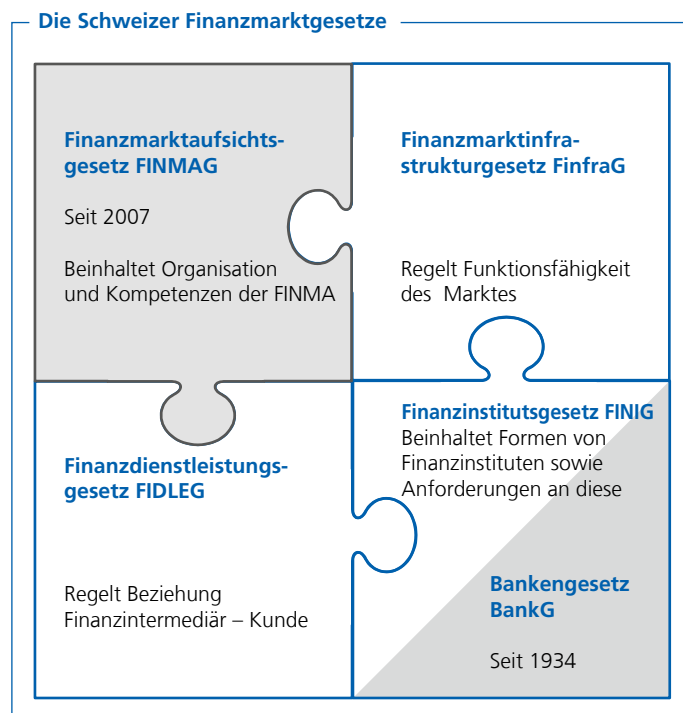 Die Schweizer Finanzmarktgesetze
Finanzmarktaufsichts-
gesetz FINMAG
Seit 2007
Beinhaltet Organisation
und Kompetenzen der FINMA
Finanzmarktinfra-
strukturgesetz FinfraG
Regelt Funktionsfähigkeit
des Marktes
Finanzdienstleistungs-
gesetz FIDLEG
Regelt Beziehung
Finanzintermediär – Kunde
Finanzinstitutsgesetz FINIG
Beinhaltet Formen von
Finanzinstituten sowie
Anforderungen an diese
Bankengesetz
BankG
Seit 1934